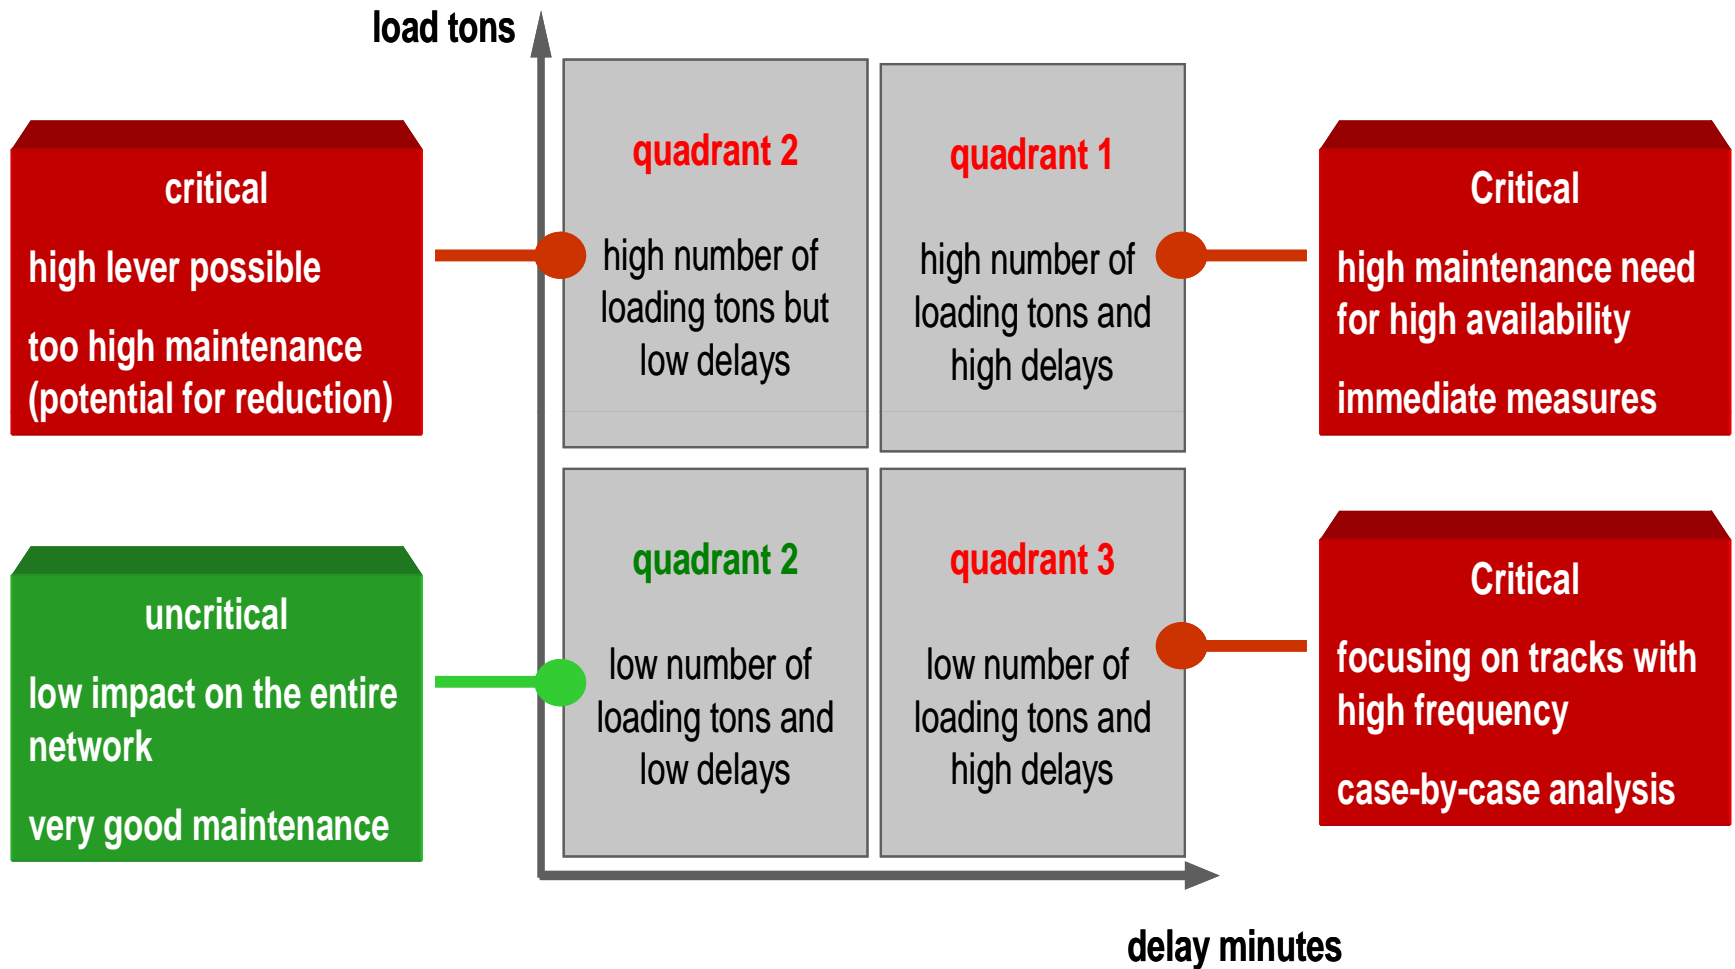 load tons
critical
high lever possible
too high maintenance
(potential for reduction)
quadrant 2
high number of
loading tons but
low delays
quadrant 1
high number of
loading tons and
high delays
Critical
high maintenance need
for high availability
immediate measures
uncritical
low impact on the entire
network
very good maintenance
quadrant 2
low number of
loading tons and
low delays
quadrant 3
low number of
loading tons and
high delays
Critical
focusing on tracks with
high frequency
case-by-case analysis
delay minutes